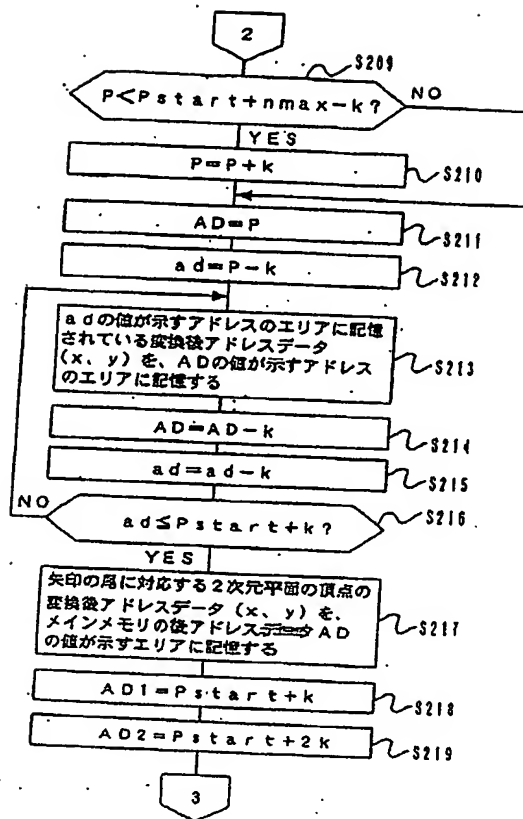 2
S209
P<Pstart+nmax-k?
NO
YES
P=P+k
S210
AD=P
S211
ad=P-k
S212
adの値が示すアドレスのエリアに記憶
されている変換後アドレスデータ
(x、y)を、ADの値が示すアドレス
のエリアに記憶する
S213
AD=AD-k
S214
ad=ad-k
S215
NO
ad≤Pstart+k?
S216
YES
矢印の尾に対応する2次元平面の頂点の
変換後アドレスデータ(x、y)を、
メインメモリの後アドレスデータAD
の値が示すエリアに記憶する
S217
AD1=Pstart+k
S218
AD2=Pstart+2k
S219
3